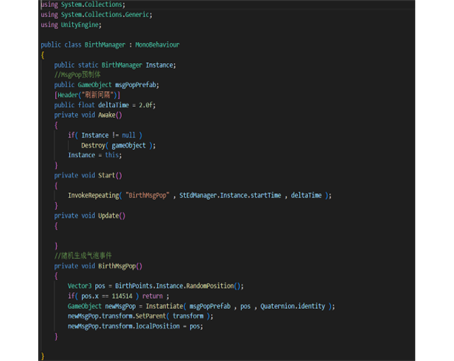 using System.Collections;
using System.Collections.Generic;
using UnityEngine;
public class BirthManager : MonoBehaviour
{
public static BirthManager Instance;
//MsgPop预制体
public GameObject msgPopPrefab;
[Header("刷新间隔")]
public float deltaTime = 2.0f;
private void Awake()
{
if( Instance != null )
Destroy( gameObject );
Instance = this;
}
private void Start()
{
InvokeRepeating( "BirthMsgPop" , StEdManager.Instance.startTime , deltaTime );
}
private void Update()
{
}
//随机生成气泡事件
private void BirthMsgPop()
{
Vector3 pos = BirthPoints.Instance.RandomPosition();
if( pos.x == 114514 ) return ;
GameObject newMsgPop = Instantiate( msgPopPrefab , pos , Quaternion.identity );
newMsgPop.transform.SetParent( transform );
newMsgPop.transform.localPosition = pos;
}
}